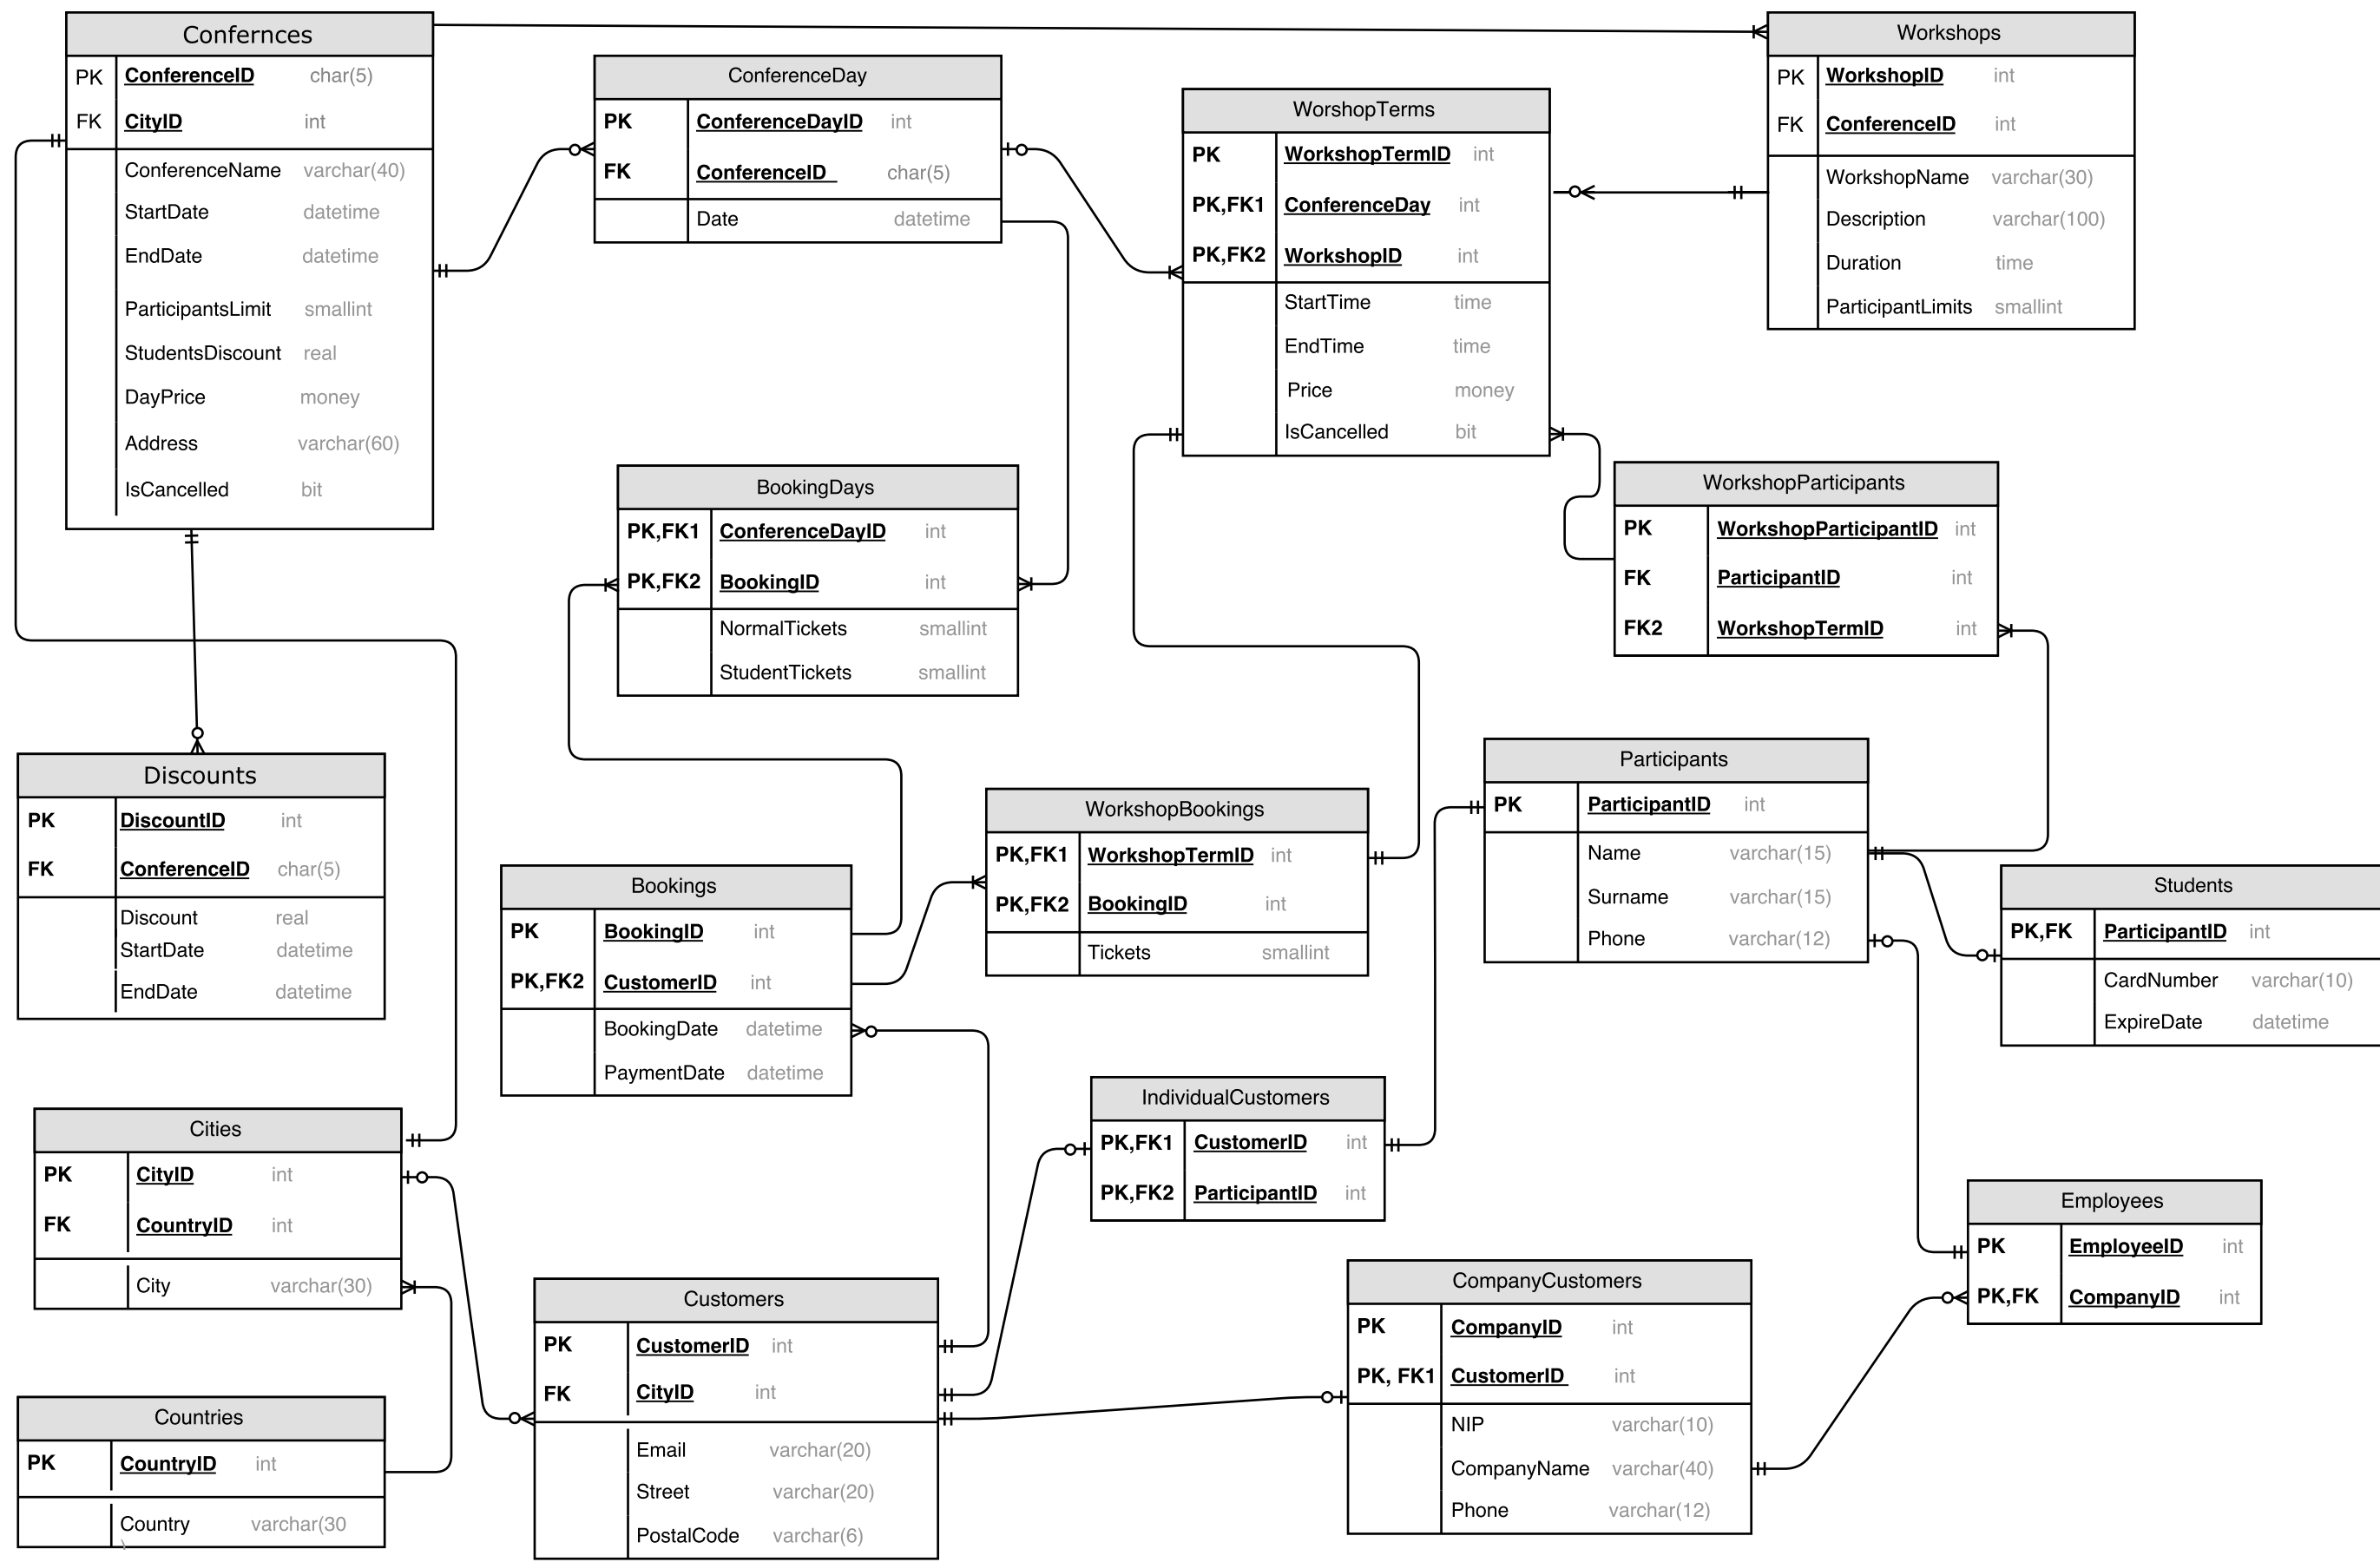 Confernces
PK ConferenceID char(5)
FK CityID int
ConferenceName varchar(40)
StartDate datetime
EndDate datetime
ParticipantsLimit smallint
StudentsDiscount real
DayPrice money
Address varchar(60)
IsCancelled bit
ConferenceDay
PK ConferenceDayID int
FK ConferenceID char(5)
Date datetime
WorshopTerms
PK WorkshopTermID int
PK,FK1 ConferenceDay int
PK,FK2 WorkshopID int
StartTime time
EndTime time
Price money
IsCancelled bit
Workshops
PK WorkshopID int
FK ConferenceID int
WorkshopName varchar(30)
Description varchar(100)
Duration time
ParticipantLimits smallint
BookingDays
PK,FK1 ConferenceDayID int
PK,FK2 BookingID int
NormalTickets smallint
StudentTickets smallint
WorkshopParticipants
PK WorkshopParticipantID int
FK ParticipantID int
FK2 WorkshopTermID int
Discounts
PK DiscountID int
FK ConferenceID char(5)
Discount real
StartDate datetime
EndDate datetime
Bookings
PK BookingID int
PK,FK2 CustomerID int
BookingDate datetime
PaymentDate datetime
WorkshopBookings
PK,FK1 WorkshopTermID int
PK,FK2 BookingID int
Tickets smallint
Participants
PK ParticipantID int
Name varchar(15)
Surname varchar(15)
Phone varchar(12)
Students
PK,FK ParticipantID int
CardNumber varchar(10)
ExpireDate datetime
Cities
PK CityID int
FK CountryID int
City varchar(30)
IndividualCustomers
PK,FK1 CustomerID int
PK,FK2 ParticipantID int
Employees
PK EmployeeID int
PK,FK CompanyID int
Countries
PK CountryID int
Country varchar(30
)
Customers
PK CustomerID int
FK CityID int
Email varchar(20)
Street varchar(20)
PostalCode varchar(6)
CompanyCustomers
PK CompanyID int
PK, FK1 CustomerID int
NIP varchar(10)
CompanyName varchar(40)
Phone varchar(12)